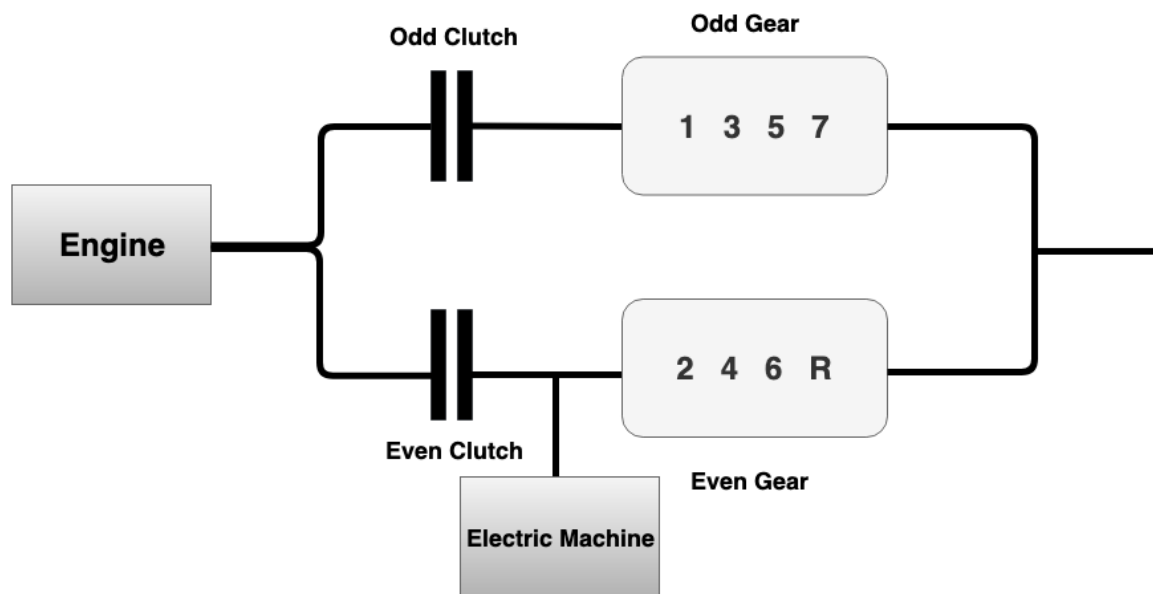 Odd Clutch
Odd Gear
1 3 5 7
Engine
2 4 6 R
Even Clutch
Even Gear
Electric Machine